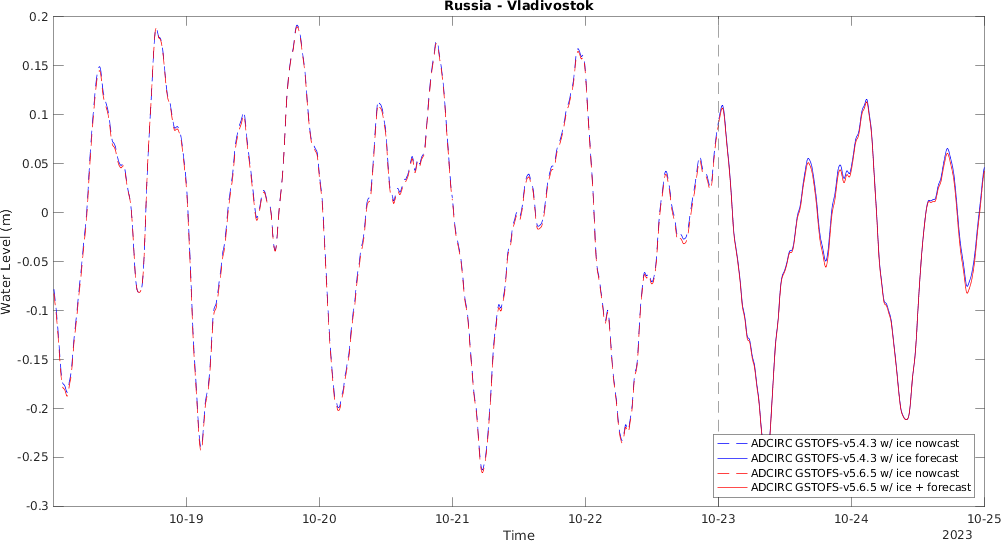 Russia - Vladivostok
0.2
0.15
0.1
0.05
0
-0.05
-0.1
-0.15
-0.2
-0.25
-0.3
Water Level (m)
ADCIRC GSTOFS-v5.4.3 w/ ice nowcast
ADCIRC GSTOFS-v5.4.3 w/ ice forecast
ADCIRC GSTOFS-v5.6.5 w/ ice nowcast
ADCIRC GSTOFS-v5.6.5 w/ ice + forecast
10-19 10-20 10-21 10-22 10-23 10-24 10-25
Time
2023